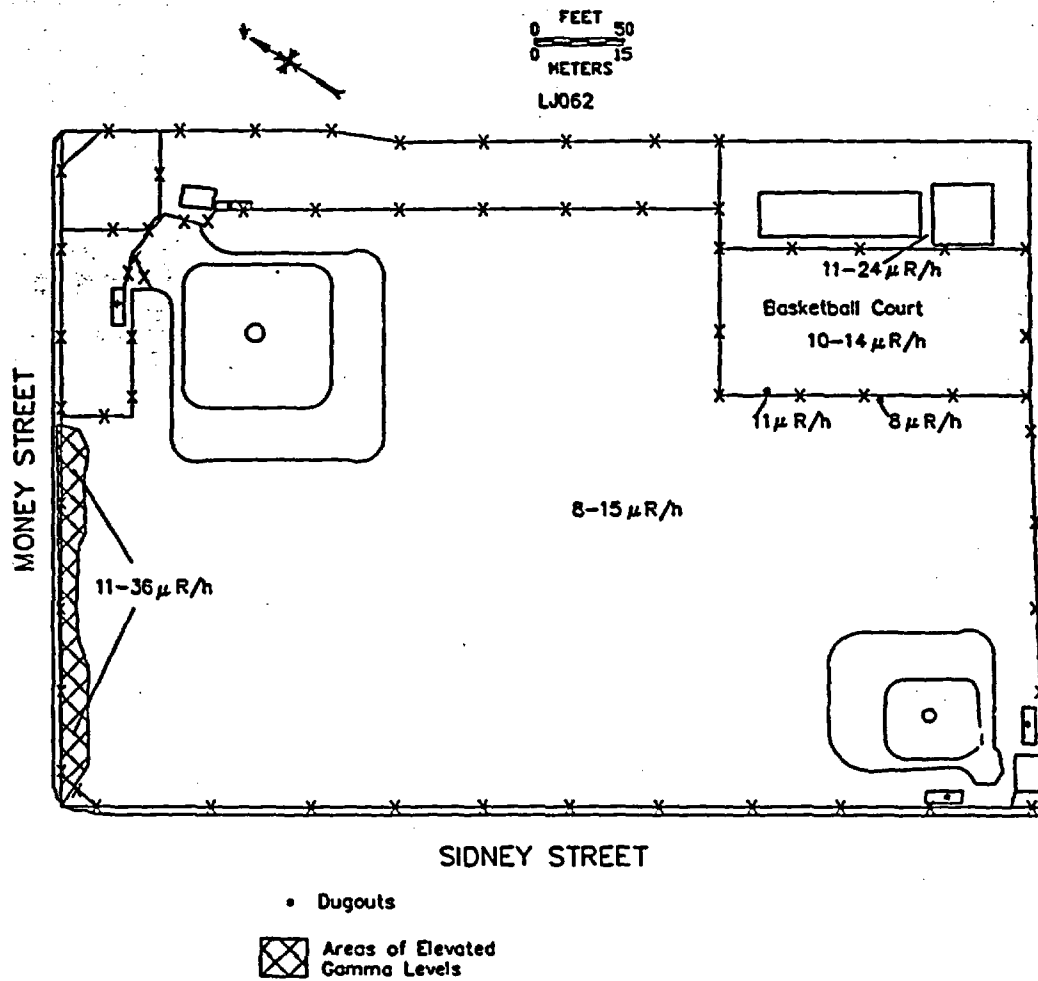 FEET
0 50
0 15
METERS
LJ062
11-24 μR/h
Basketball Court
10-14 μR/h
11 μR/h
8 μR/h
MONEY STREET
8-15 μR/h
11-36 μR/h
SIDNEY STREET
• Dugouts
Areas of Elevated
Gamma Levels